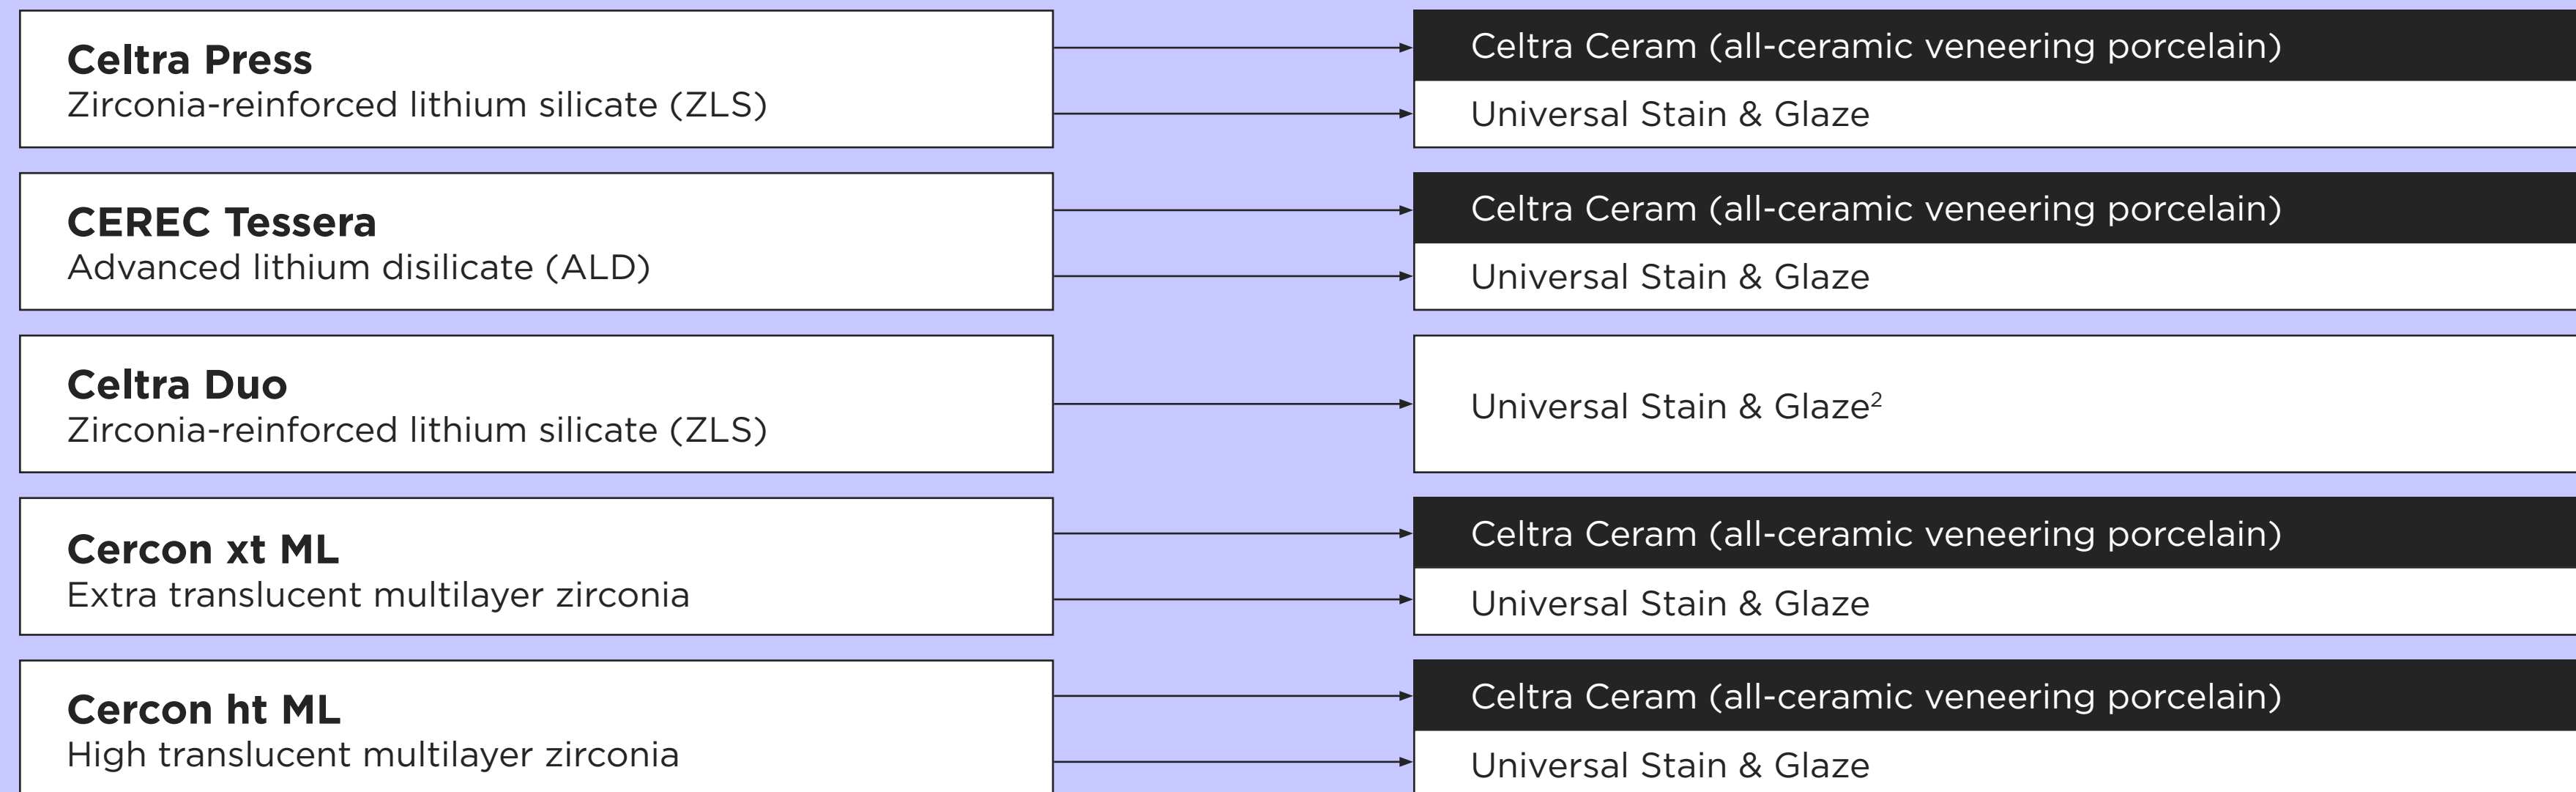 Celtra Press
Zirconia-reinforced lithium silicate (ZLS)
Celtra Ceram (all-ceramic veneering porcelain)
Universal Stain & Glaze
CEREC Tessera
Advanced lithium disilicate (ALD)
Celtra Ceram (all-ceramic veneering porcelain)
Universal Stain & Glaze
Celtra Duo
Zirconia-reinforced lithium silicate (ZLS)
Universal Stain & Glaze²
Cercon xt ML
Extra translucent multilayer zirconia
Celtra Ceram (all-ceramic veneering porcelain)
Universal Stain & Glaze
Cercon ht ML
High translucent multilayer zirconia
Celtra Ceram (all-ceramic veneering porcelain)
Universal Stain & Glaze